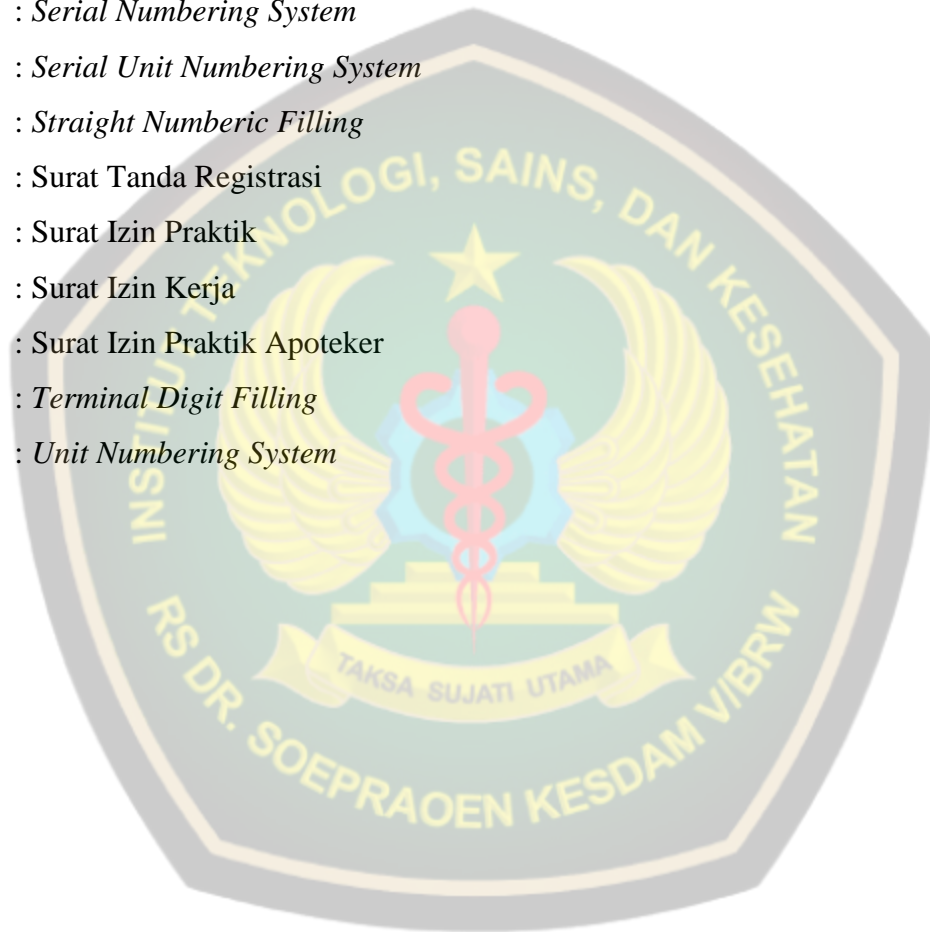 : Serial Numbering System
: Serial Unit Numbering System
: Straight Numberic Filling
: Surat Tanda Registrasi
: Surat Izin Praktik
: Surat Izin Kerja
: Surat Izin Praktik Apoteker
: Terminal Digit Filling
: Unit Numbering System
INSTITUT TEKNOLOGI, SAINS, DAN KESEHATAN
TAKSA SUJATI UTAMA
RS DR. SOEPRAOEN KESDAM V/BRW